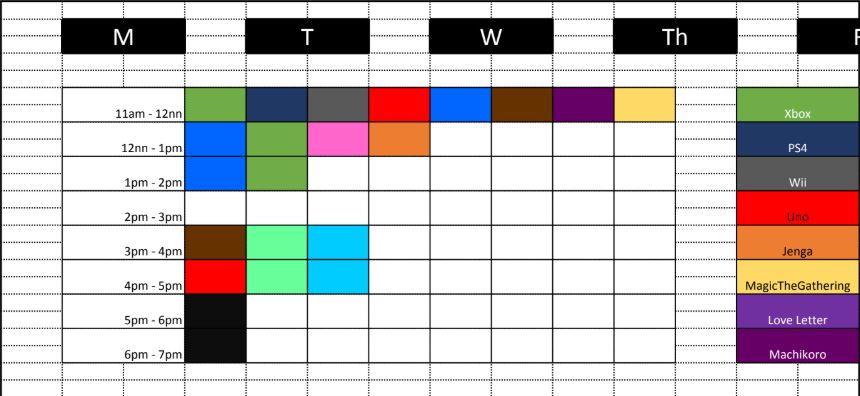 M T W Th F
11am - 12nn
Xbox
12nn - 1pm
PS4
1pm - 2pm
Wii
2pm - 3pm
Uno
3pm - 4pm
Jenga
4pm - 5pm
MagicTheGathering
5pm - 6pm
Love Letter
6pm - 7pm
Machikoro